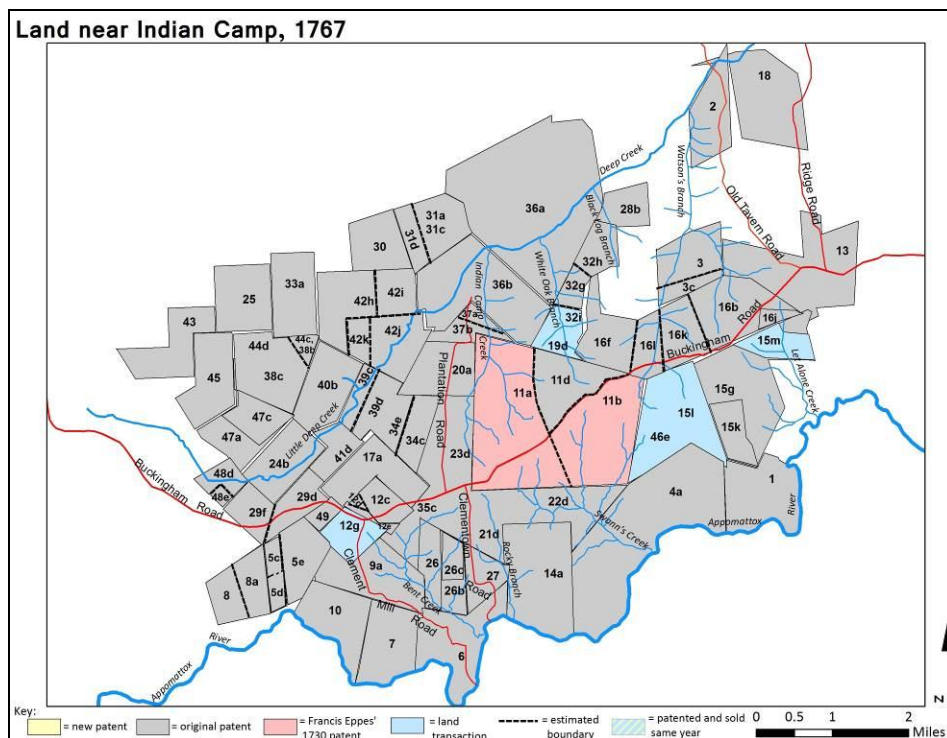 Land near Indian Camp, 1767
18
2
Deep Creek
Watson's Branch
Ridge Road
Old Tavern Road
36a
28b
Black Log Branch
31a
31c
31d
30
13
3
3c
32h
32g
32i
White Oak Branch
Indian Camp
Creek
36b
33a
25
43
42h
42i
42j
42k
37a
37b
19d
16f
16l
16k
16b
16j
Buckingham Road
15m
Let Alone Creek
44d
44c,
38b
38c
45
40b
39c
39d
20a
11a
11d
11b
15g
15k
15l
46e
Plantation Road
47c
47a
Little Deep Creek
34e
34c
41d
17a
23d
24b
48d
48e
Buckingham Road
29f
29d
49
12c
12g
12e
35c
Clementown
Road
22d
4a
1
Swann's Creek
Appomattox
River
21d
Rocky Branch
14a
5c
5e
5d
8a
8
9a
26
26c
26b
27
Bent Creek
Clement
Mill
Road
10
7
6
Appomattox
River
N
Key:
= new patent
= original patent
= Francis Eppes'
1730 patent
= land
transaction
= estimated
boundary
= patented and sold
same year
0 0.5 1 2
Miles